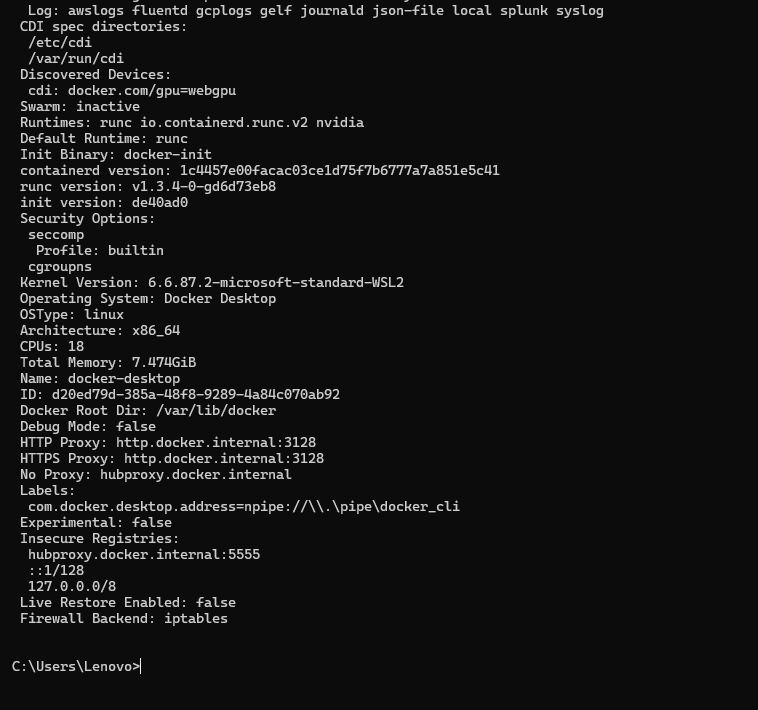 Log: awslogs fluentd gcplogs gelf journald json-file local splunk syslog
CDI spec directories:
/etc/cdi
/var/run/cdi
Discovered Devices:
cdi: docker.com/gpu=webgpu
Swarm: inactive
Runtimes: runc io.containerd.runc.v2 nvidia
Default Runtime: runc
Init Binary: docker-init
containerd version: 1c4457e00facac03ce1d75f7b6777a7a851e5c41
runc version: v1.3.4-0-gd6d73eb8
init version: de40ad0
Security Options:
seccomp
Profile: builtin
cgroupns
Kernel Version: 6.6.87.2-microsoft-standard-WSL2
Operating System: Docker Desktop
OSType: linux
Architecture: x86_64
CPUs: 18
Total Memory: 7.474GiB
Name: docker-desktop
ID: d20ed79d-385a-48f8-9289-4a84c070ab92
Docker Root Dir: /var/lib/docker
Debug Mode: false
HTTP Proxy: http.docker.internal:3128
HTTPS Proxy: http.docker.internal:3128
No Proxy: hubproxy.docker.internal
Labels:
com.docker.desktop.address=npipe://\\.\pipe\docker_cli
Experimental: false
Insecure Registries:
hubproxy.docker.internal:5555
::1/128
127.0.0.0/8
Live Restore Enabled: false
Firewall Backend: iptables
C:\Users\Lenovo>